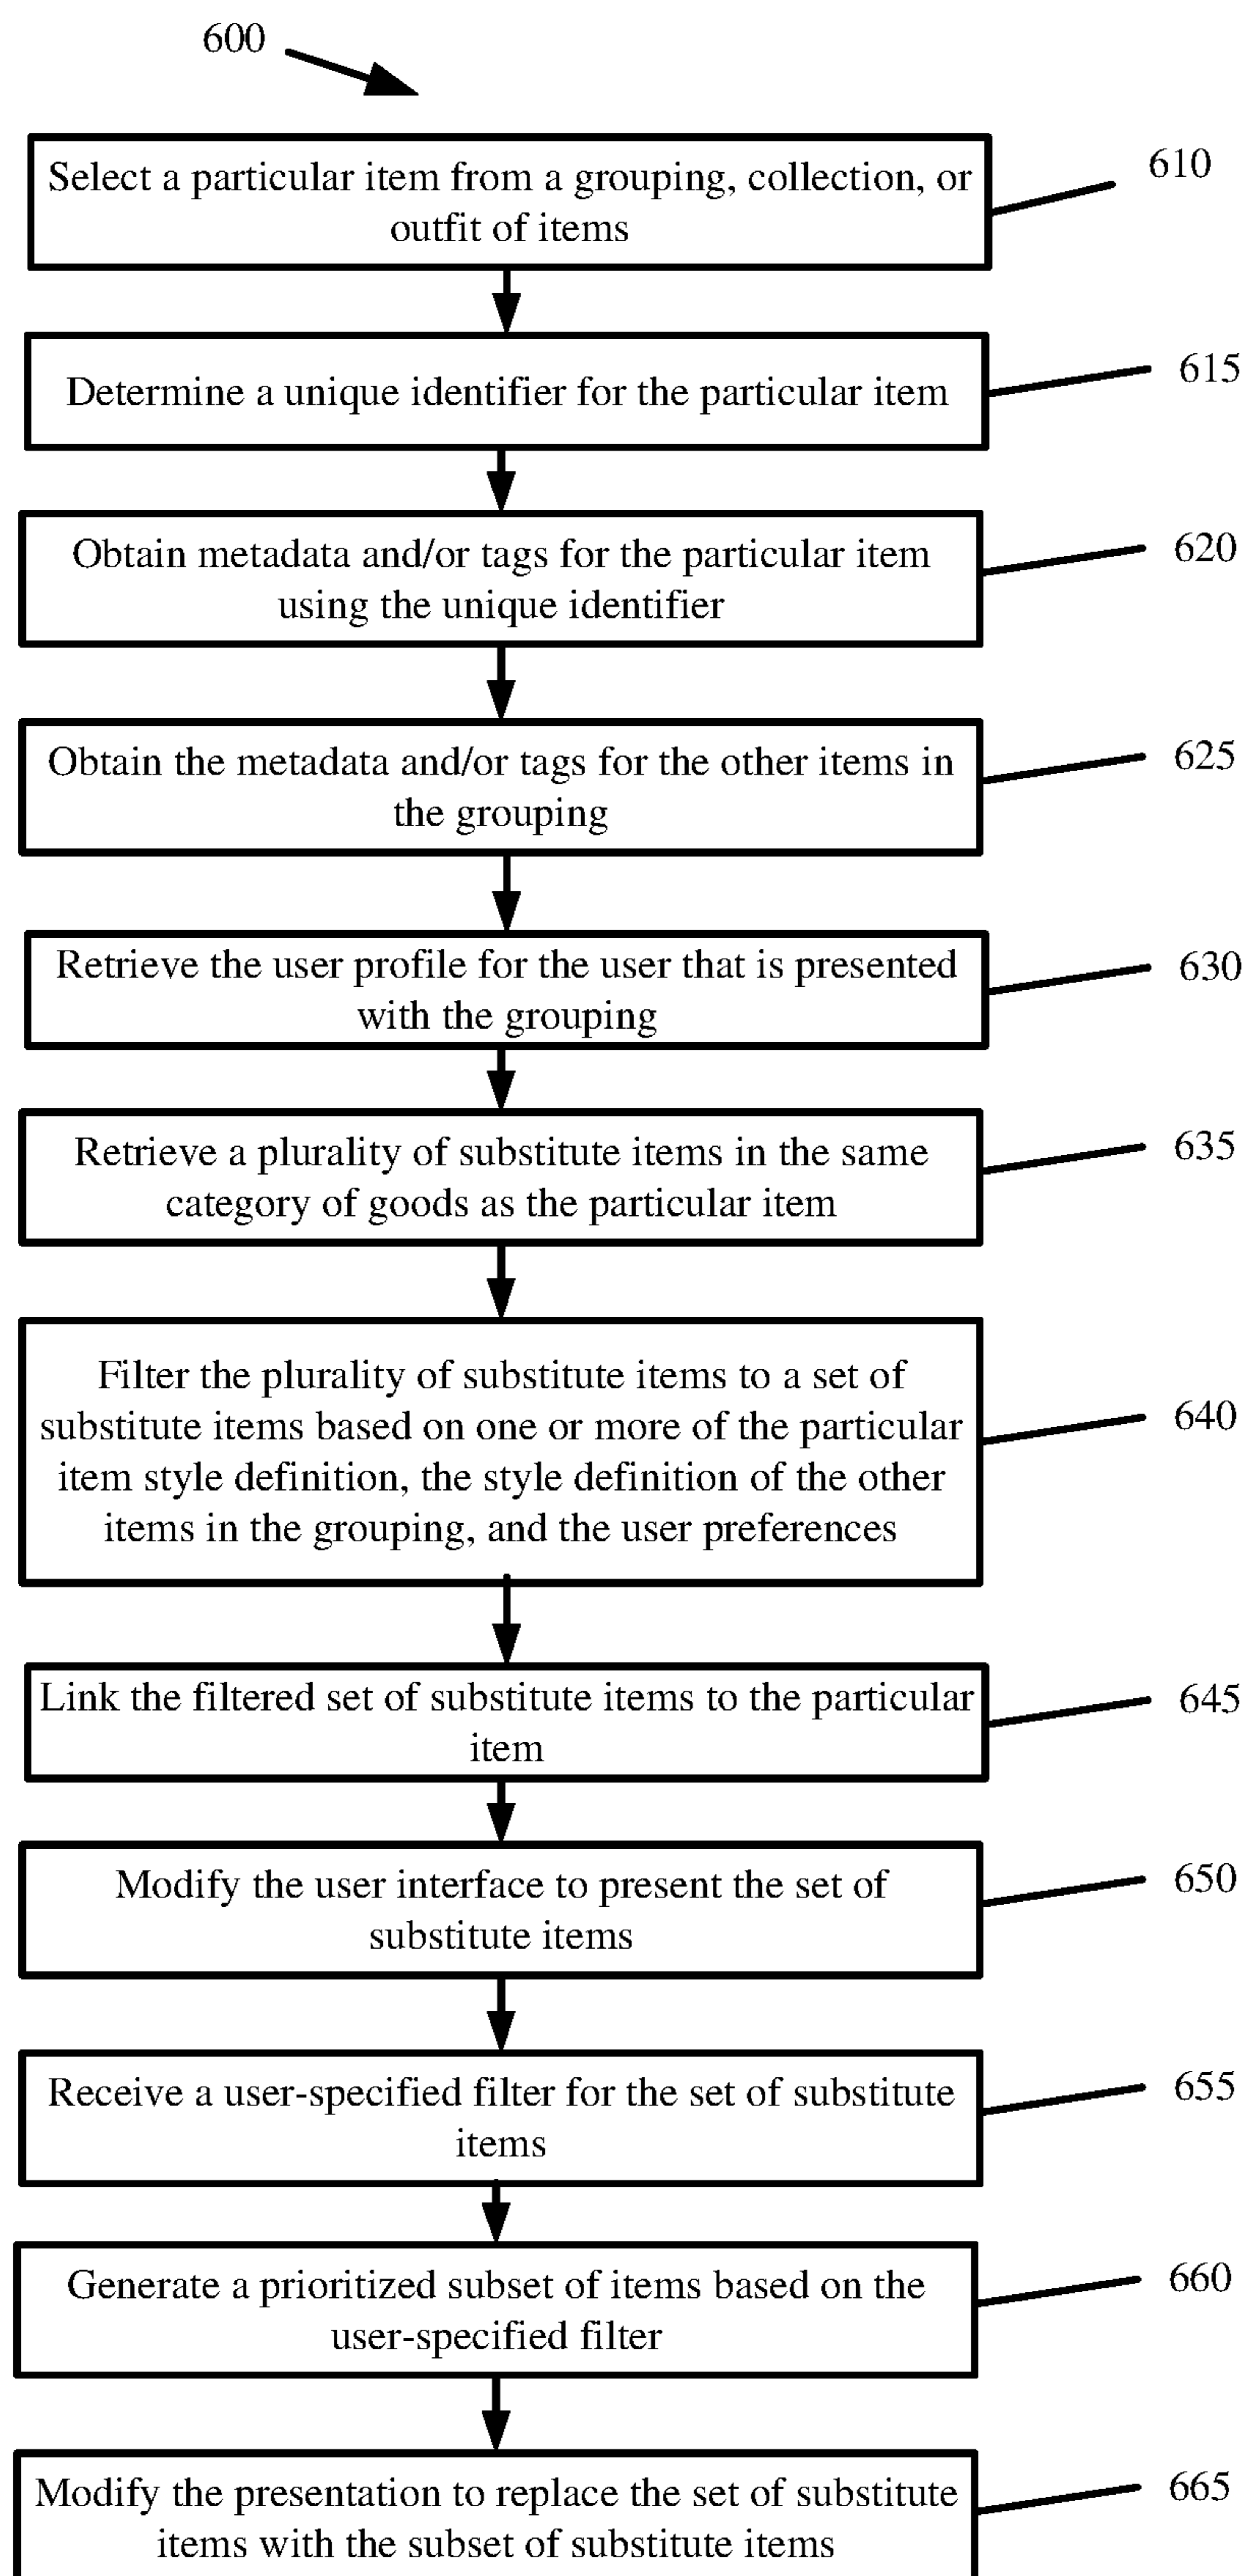 600
Select a particular item from a grouping, collection, or
outfit of items
610
Determine a unique identifier for the particular item
615
Obtain metadata and/or tags for the particular item
using the unique identifier
620
Obtain the metadata and/or tags for the other items in
the grouping
625
Retrieve the user profile for the user that is presented
with the grouping
630
Retrieve a plurality of substitute items in the same
category of goods as the particular item
635
Filter the plurality of substitute items to a set of
substitute items based on one or more of the particular
item style definition, the style definition of the other
items in the grouping, and the user preferences
640
Link the filtered set of substitute items to the particular
item
645
Modify the user interface to present the set of
substitute items
650
Receive a user-specified filter for the set of substitute
items
655
Generate a prioritized subset of items based on the
user-specified filter
660
Modify the presentation to replace the set of substitute
items with the subset of substitute items
665